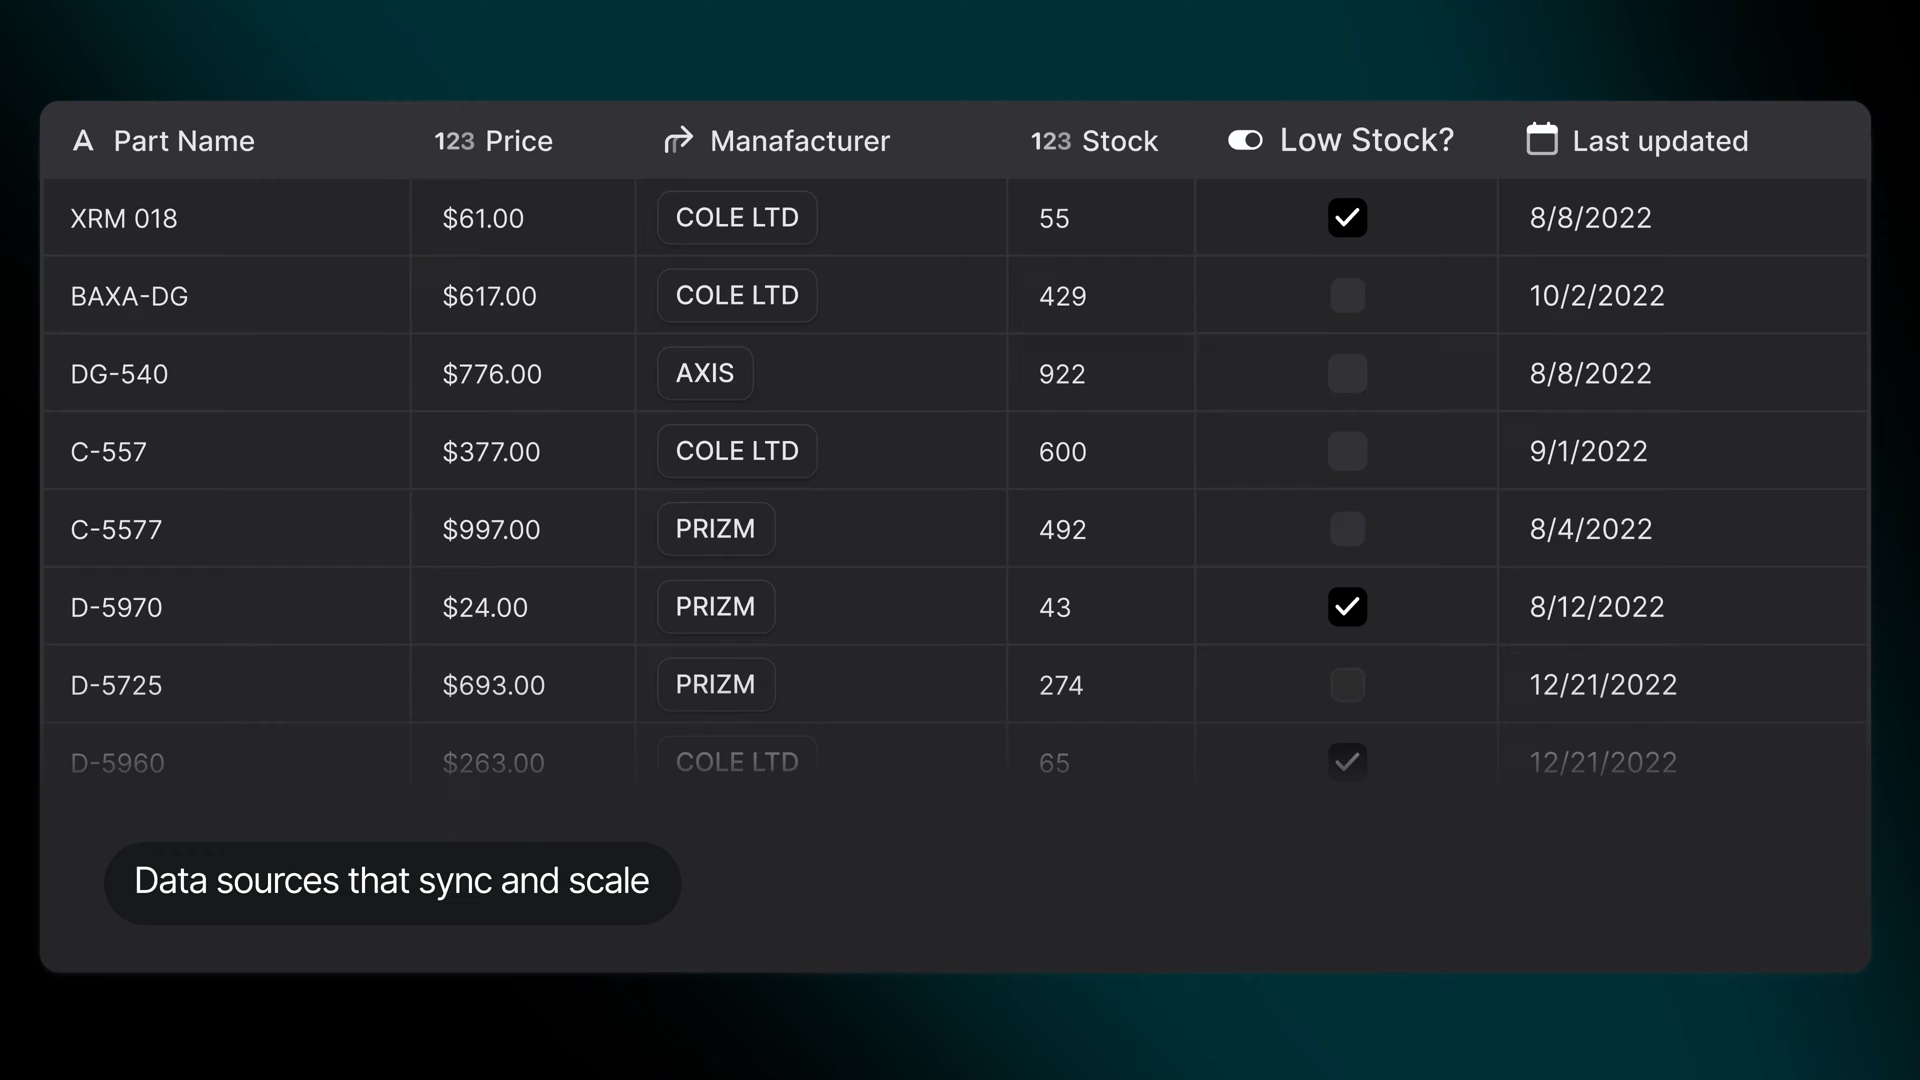 A Part Name 123 Price Manafacturer 123 Stock Low Stock? Last updated
XRM 018 $61.00 COLE LTD 55 8/8/2022
BAXA-DG $617.00 COLE LTD 429 10/2/2022
DG-540 $776.00 AXIS 922 8/8/2022
C-557 $377.00 COLE LTD 600 9/1/2022
C-5577 $997.00 PRIZM 492 8/4/2022
D-5970 $24.00 PRIZM 43 8/12/2022
D-5725 $693.00 PRIZM 274 12/21/2022
D-5960 $263.00 COLE LTD 65 12/21/2022
Data sources that sync and scale